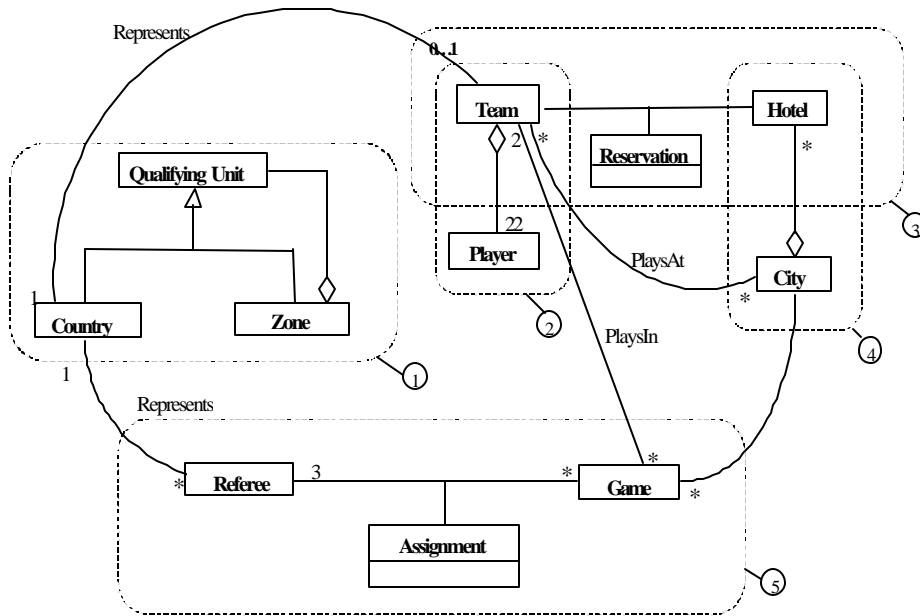 Represents
0..1
Team
Hotel
2
*
*
Reservation
Qualifying Unit
3
22
Player
PlaysAt
City
*
1
Country
Zone
2
PlaysIn
4
1
1
Represents
*
Referee
3
*
*
Game
*
Assignment
5